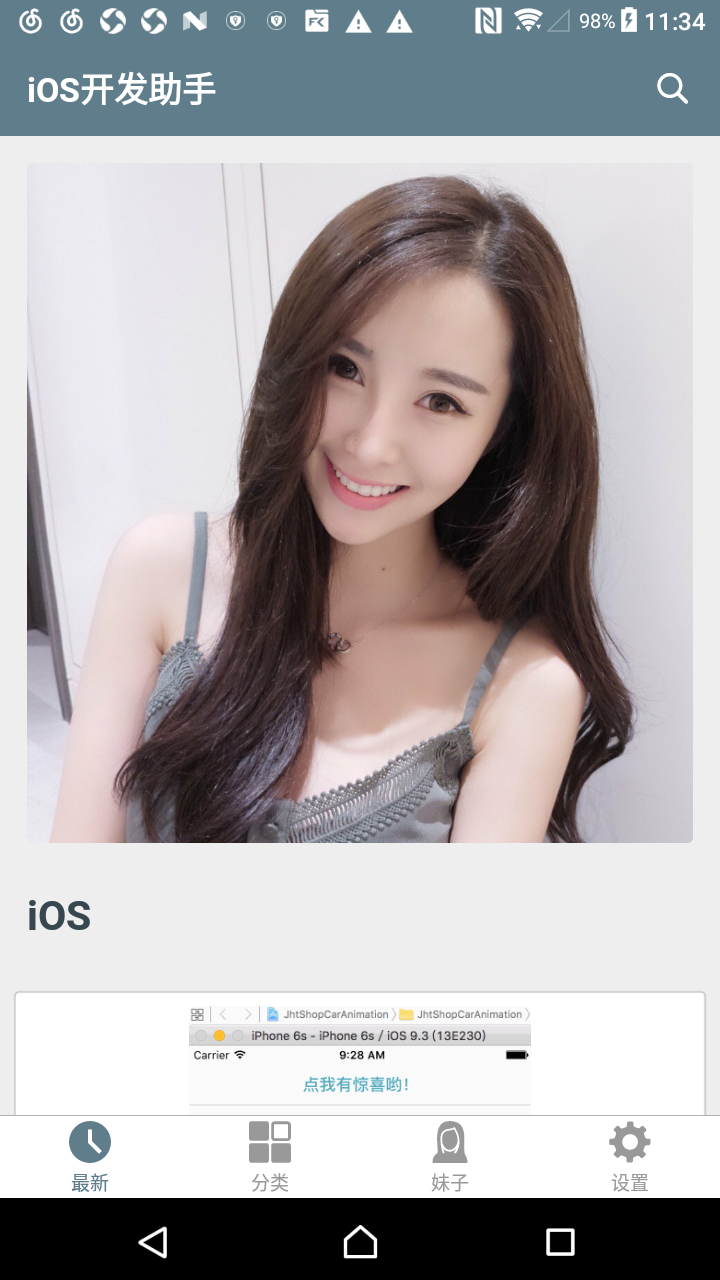 98% 11:34
iOS开发助手
iOS
JhtShopCarAnimation JhtShopCarAnimation
iPhone 6s - iPhone 6s / iOS 9.3 (13E230)
Carrier 9:28 AM
点我有惊喜哟!
最新 分类 妹子 设置